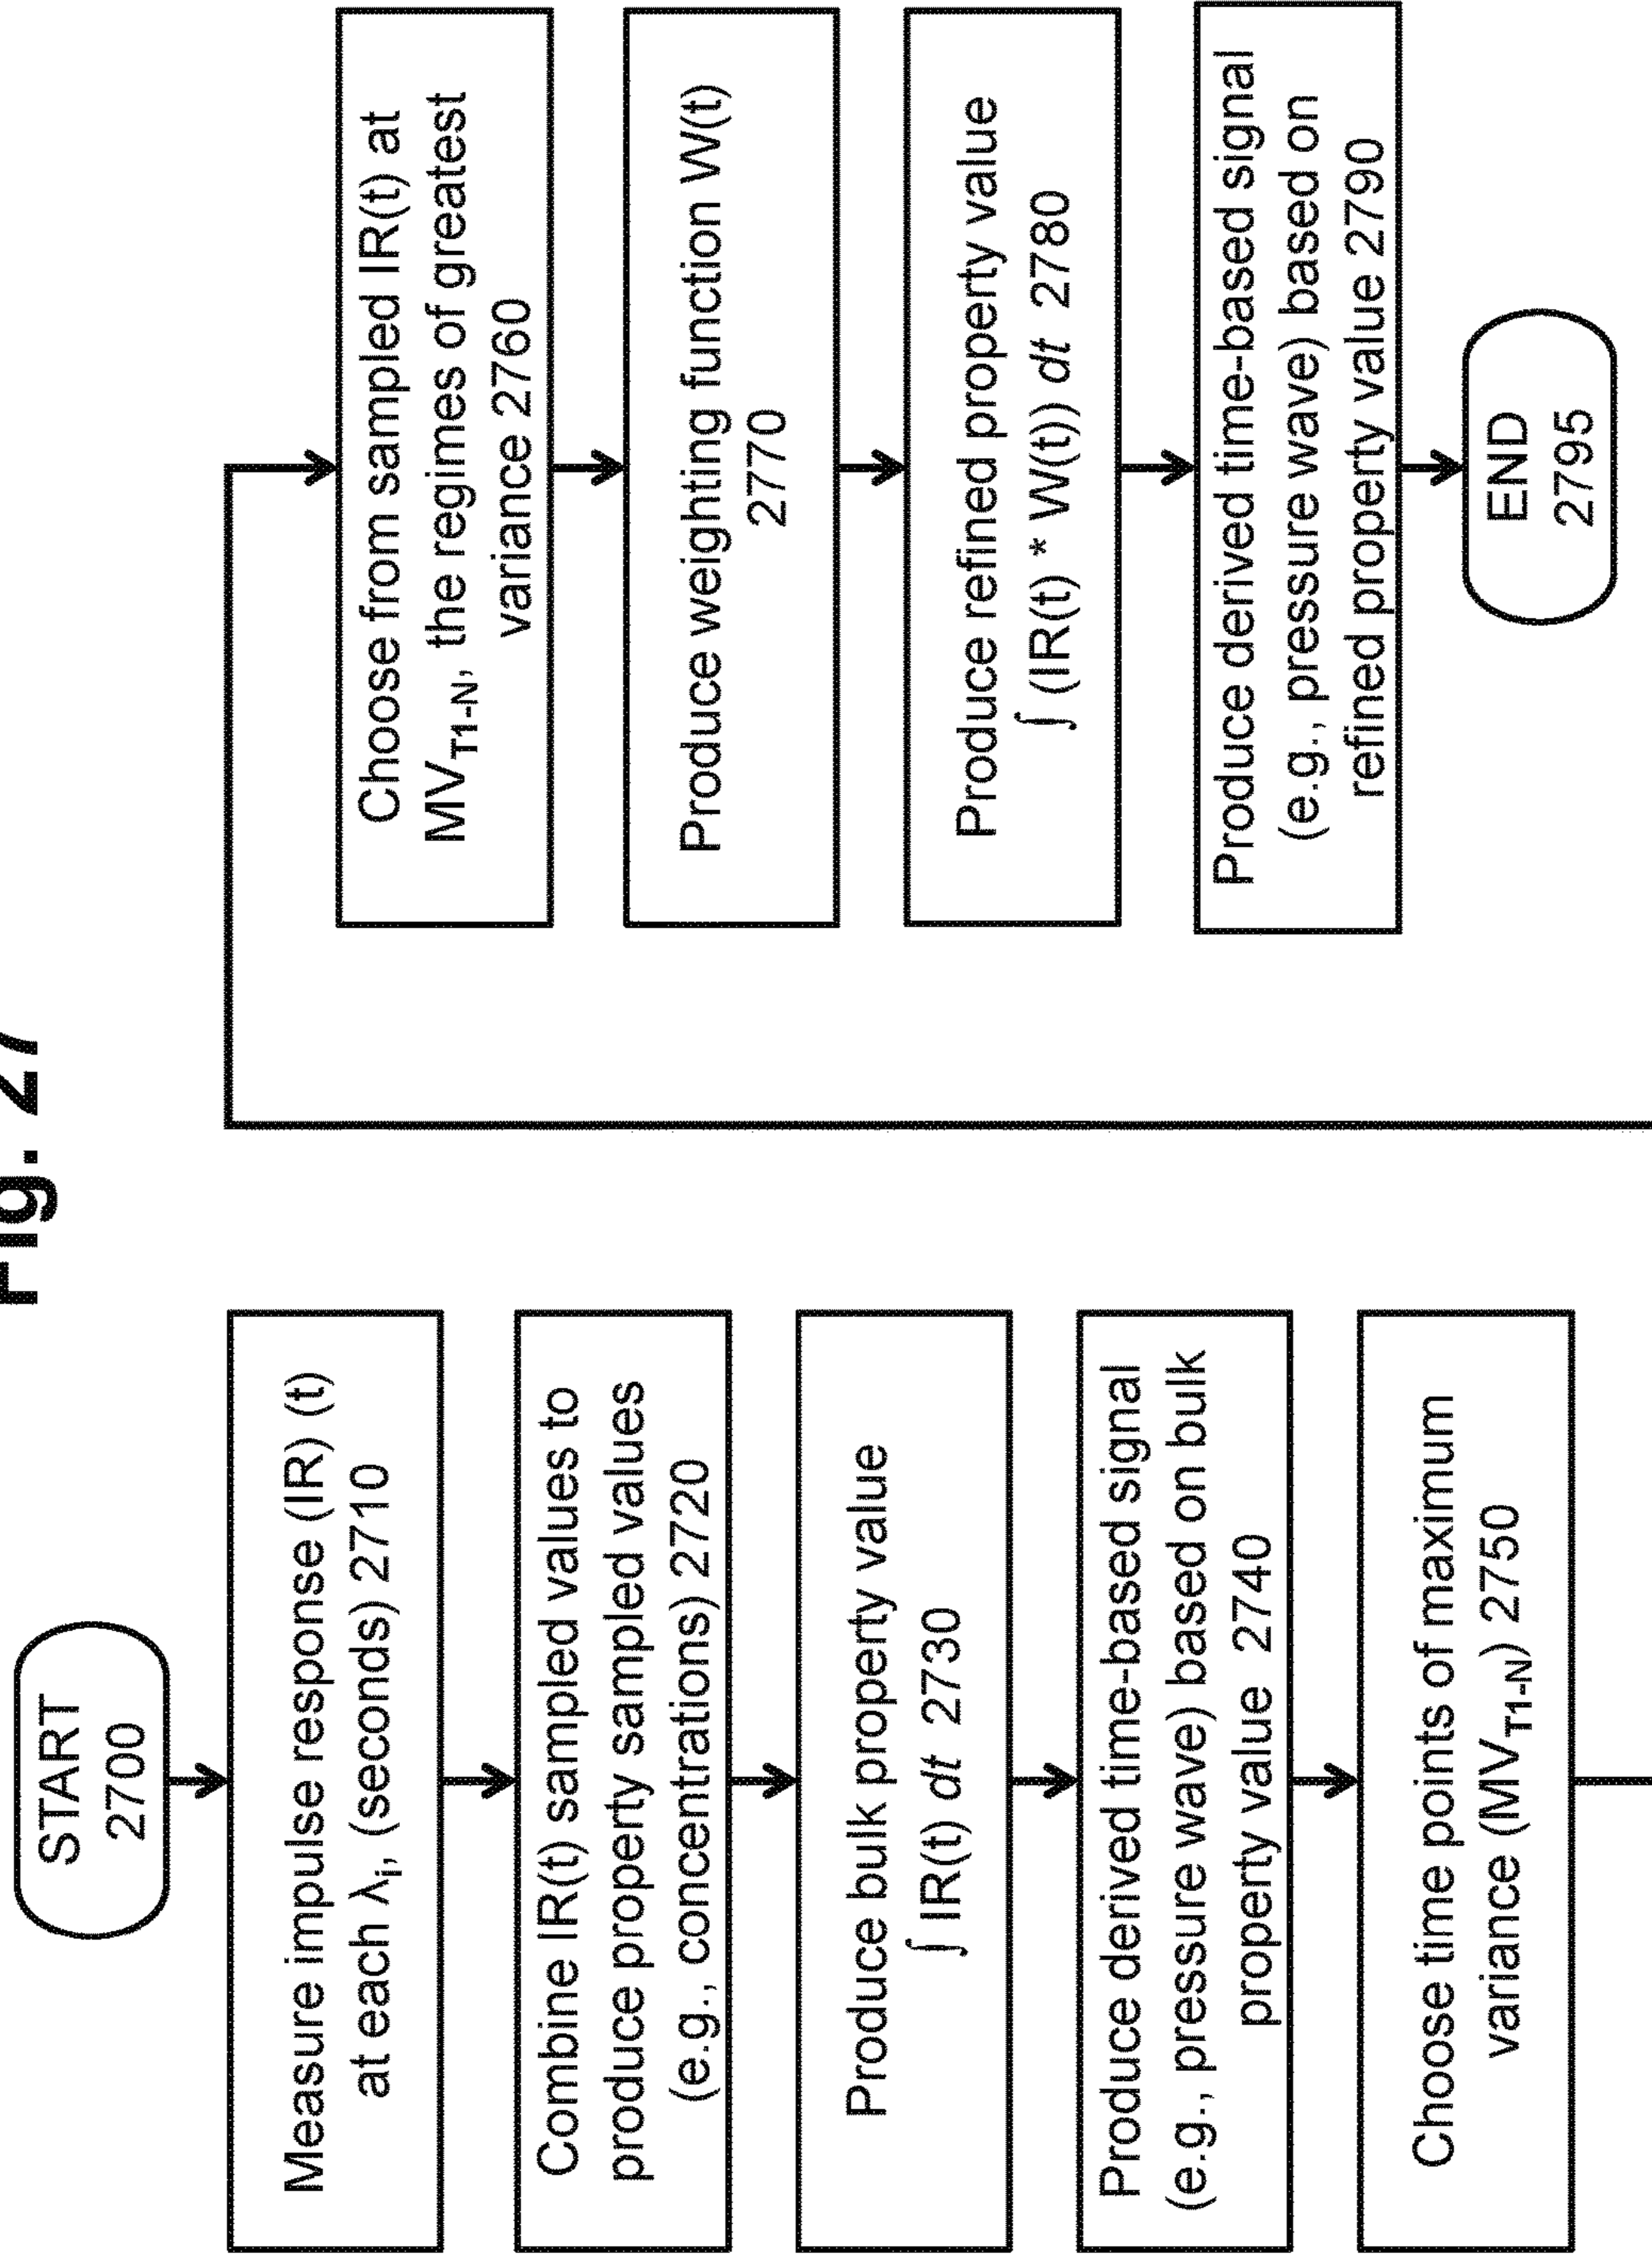 Fig. 27
START
2700
Measure impulse response (IR) (t)
at each λi, (seconds) 2710
Combine IR(t) sampled values to
produce property sampled values
(e.g., concentrations) 2720
Produce bulk property value
∫ IR(t) dt 2730
Produce derived time-based signal
(e.g., pressure wave) based on bulk
property value 2740
Choose time points of maximum
variance (MVT1-N) 2750
Choose from sampled IR(t) at
MVT1-N, the regimes of greatest
variance 2760
Produce weighting function W(t)
2770
Produce refined property value
∫ (IR(t) * W(t)) dt 2780
Produce derived time-based signal
(e.g., pressure wave) based on
refined property value 2790
END
2795